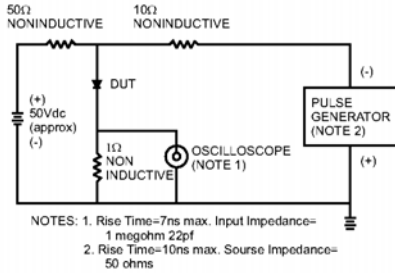 50Ω
NONINDUCTIVE
10Ω
NONINDUCTIVE
(-)
DUT
(+)
50Vdc
(approx)
(-)
PULSE
GENERATOR
(NOTE 2)
1Ω
NON
INDUCTIVE
OSCILLOSCOPE
(NOTE 1)
(+)
NOTES: 1. Rise Time=7ns max. Input Impedance=
1 megohm 22pf
2. Rise Time=10ns max. Sourse Impedance=
50 ohms